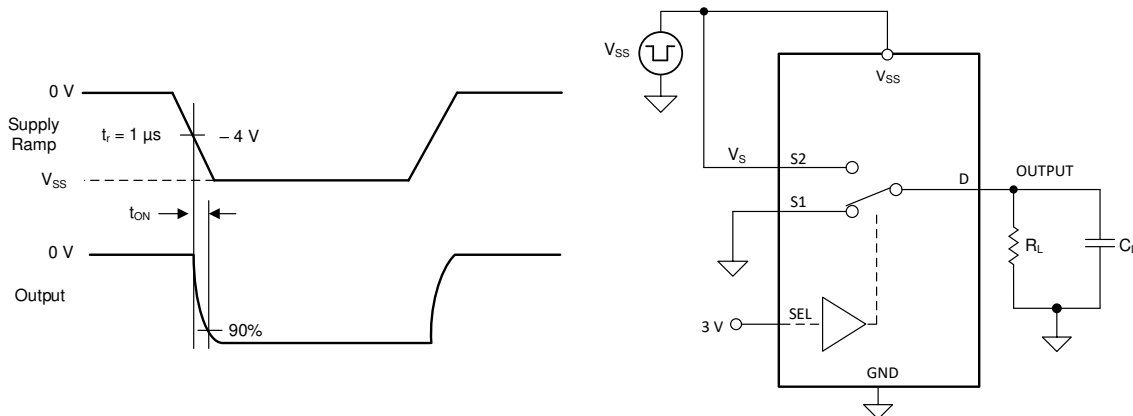 0 V
Supply
Ramp
t_r = 1 µs
– 4 V
V_SS
t_ON
0 V
Output
90%
V_SS
V_SS
V_S
S2
S1
D
OUTPUT
R_L
C_L
3 V
SEL
GND